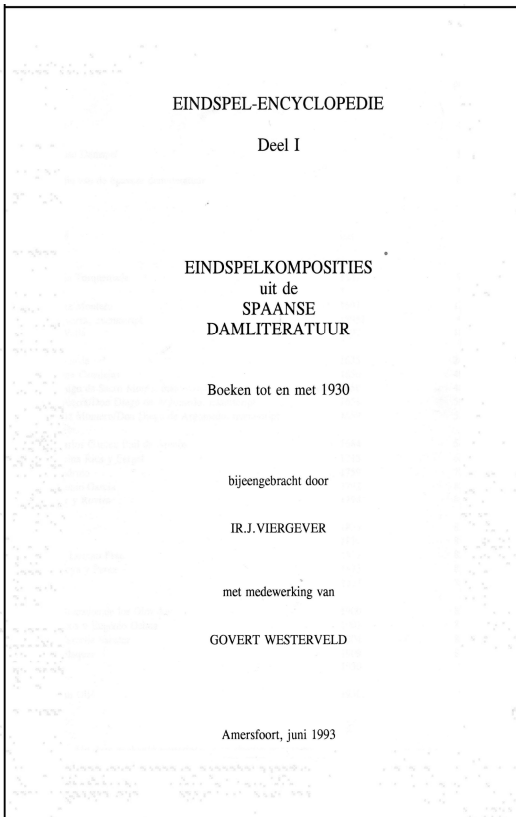 EINDSPEL-ENCYCLOPEDIE
Deel I
EINDSPELKOMPOSITIES
uit de
SPAANSE
DAMLITERATUUR
Boeken tot en met 1930
bijeengebracht door
IR.J.VIERGEVER
met medewerking van
GOVERT WESTERVELD
Amersfoort, juni 1993